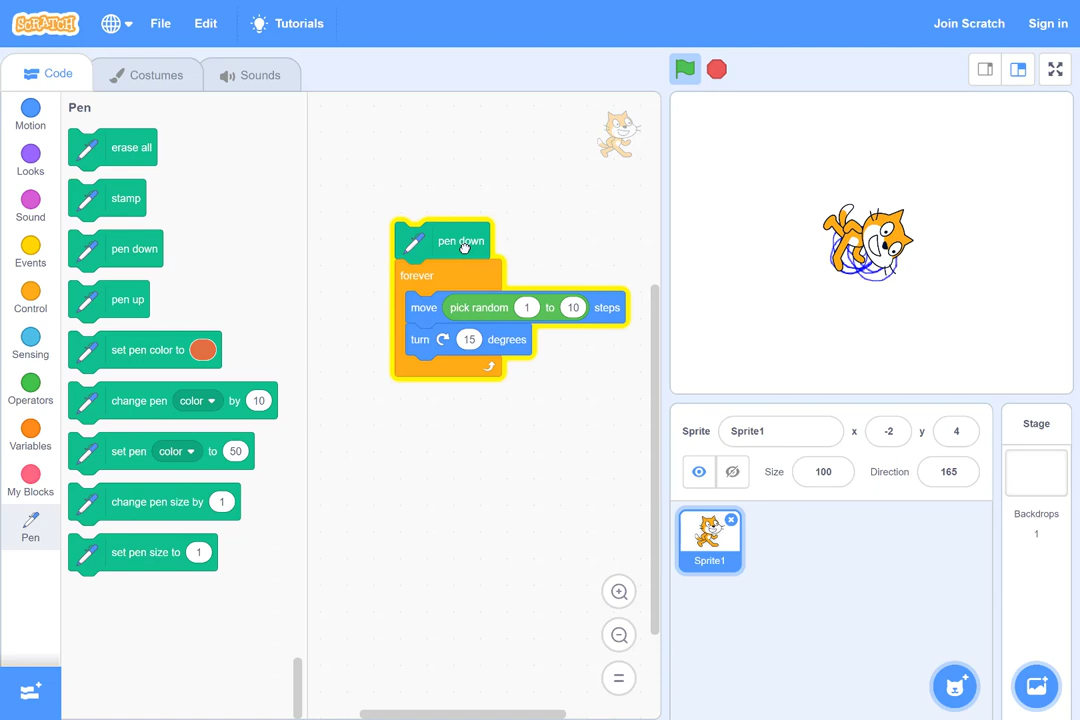 SCRATCH
File
Edit
Tutorials
Join Scratch
Sign in
Code
Costumes
Sounds
Motion
Looks
Sound
Events
Control
Sensing
Operators
Variables
My Blocks
Pen
Pen
erase all
stamp
pen down
pen up
set pen color to
change pen color by 10
set pen color to 50
change pen size by 1
set pen size to 1
pen down
forever
move pick random 1 to 10 steps
turn 15 degrees
Sprite Sprite1 x -2 y 4
Size 100 Direction 165
Sprite1
Stage
Backdrops
1